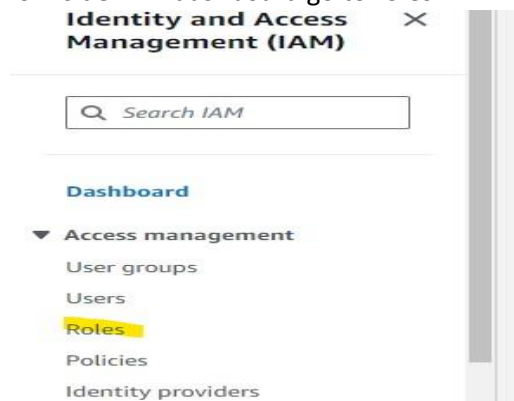 Identity and Access
Management (IAM)
Search IAM
Dashboard
Access management
User groups
Users
Roles
Policies
Identity providers